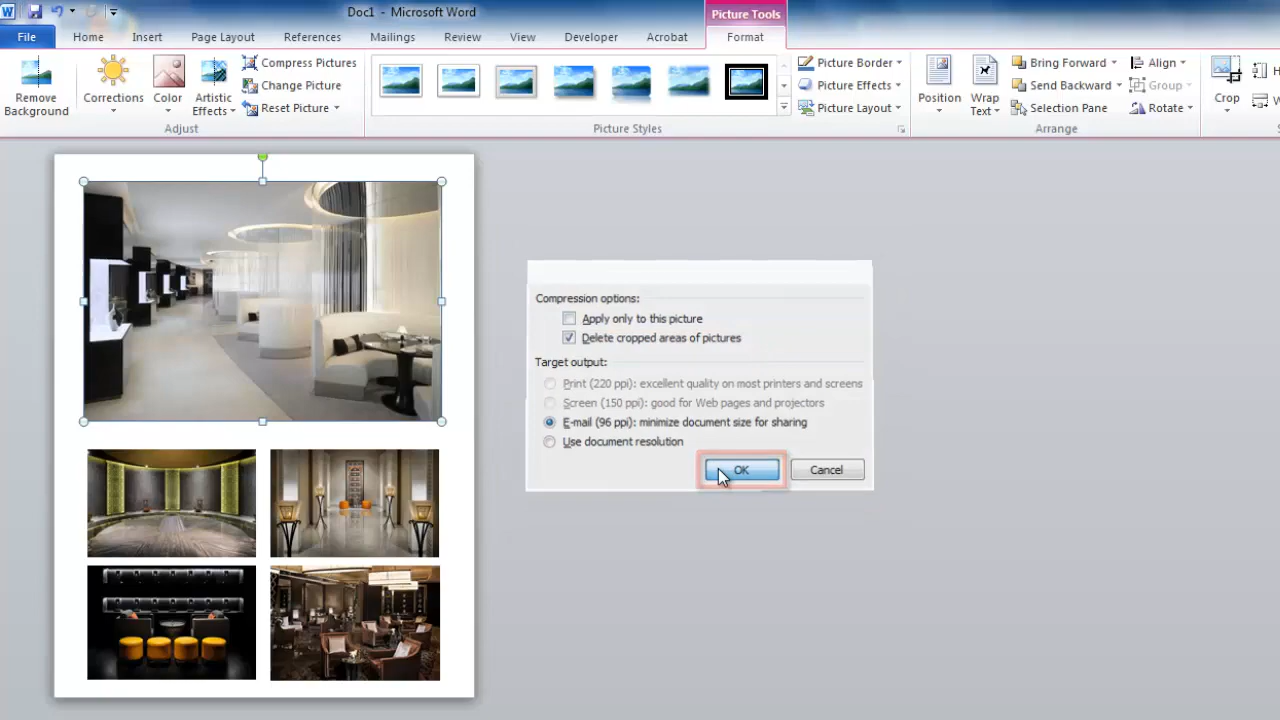 Doc1 - Microsoft Word
Picture Tools
File Home Insert Page Layout References Mailings Review View Developer Acrobat Format
Remove Background
Corrections
Color
Artistic Effects
Compress Pictures
Change Picture
Reset Picture
Adjust
Picture Styles
Picture Border
Picture Effects
Picture Layout
Position
Wrap Text
Bring Forward
Send Backward
Selection Pane
Align
Group
Rotate
Arrange
Crop
Compression options:
Apply only to this picture
Delete cropped areas of pictures
Target output:
Print (220 ppi): excellent quality on most printers and screens
Screen (150 ppi): good for Web pages and projectors
E-mail (96 ppi): minimize document size for sharing
Use document resolution
OK Cancel